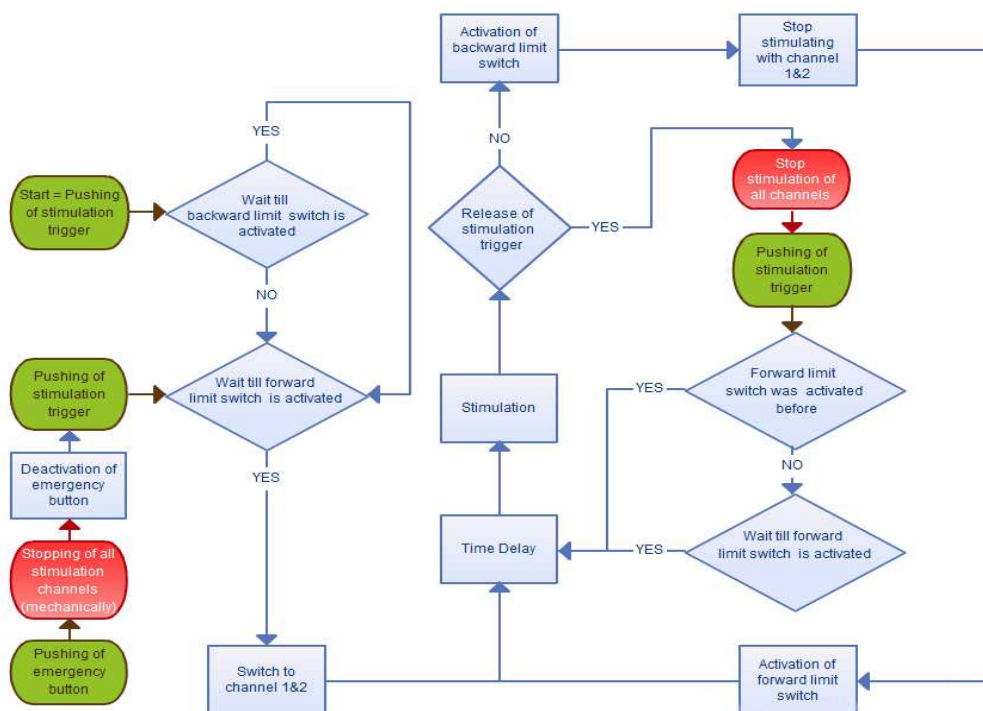 Activation of
backward limit
switch
Stop
stimulating
with channel
1&2
YES
NO
YES
Stop
stimulation of
all channels
Start = Pushing
of stimulation
trigger
Wait till
backward limit switch is
activated
Release of
stimulation
trigger
Pushing of
stimulation
trigger
NO
Pushing of
stimulation
trigger
Wait till forward
limit switch is activated
Stimulation
YES
Forward limit
switch was activated
before
NO
YES
Deactivation of
emergency
button
Time Delay
YES
Wait till forward
limit switch is activated
Stopping of all
stimulation
channels
(mechanically)
Pushing of
emergency
button
Switch to
channel 1&2
Activation of
forward limit
switch